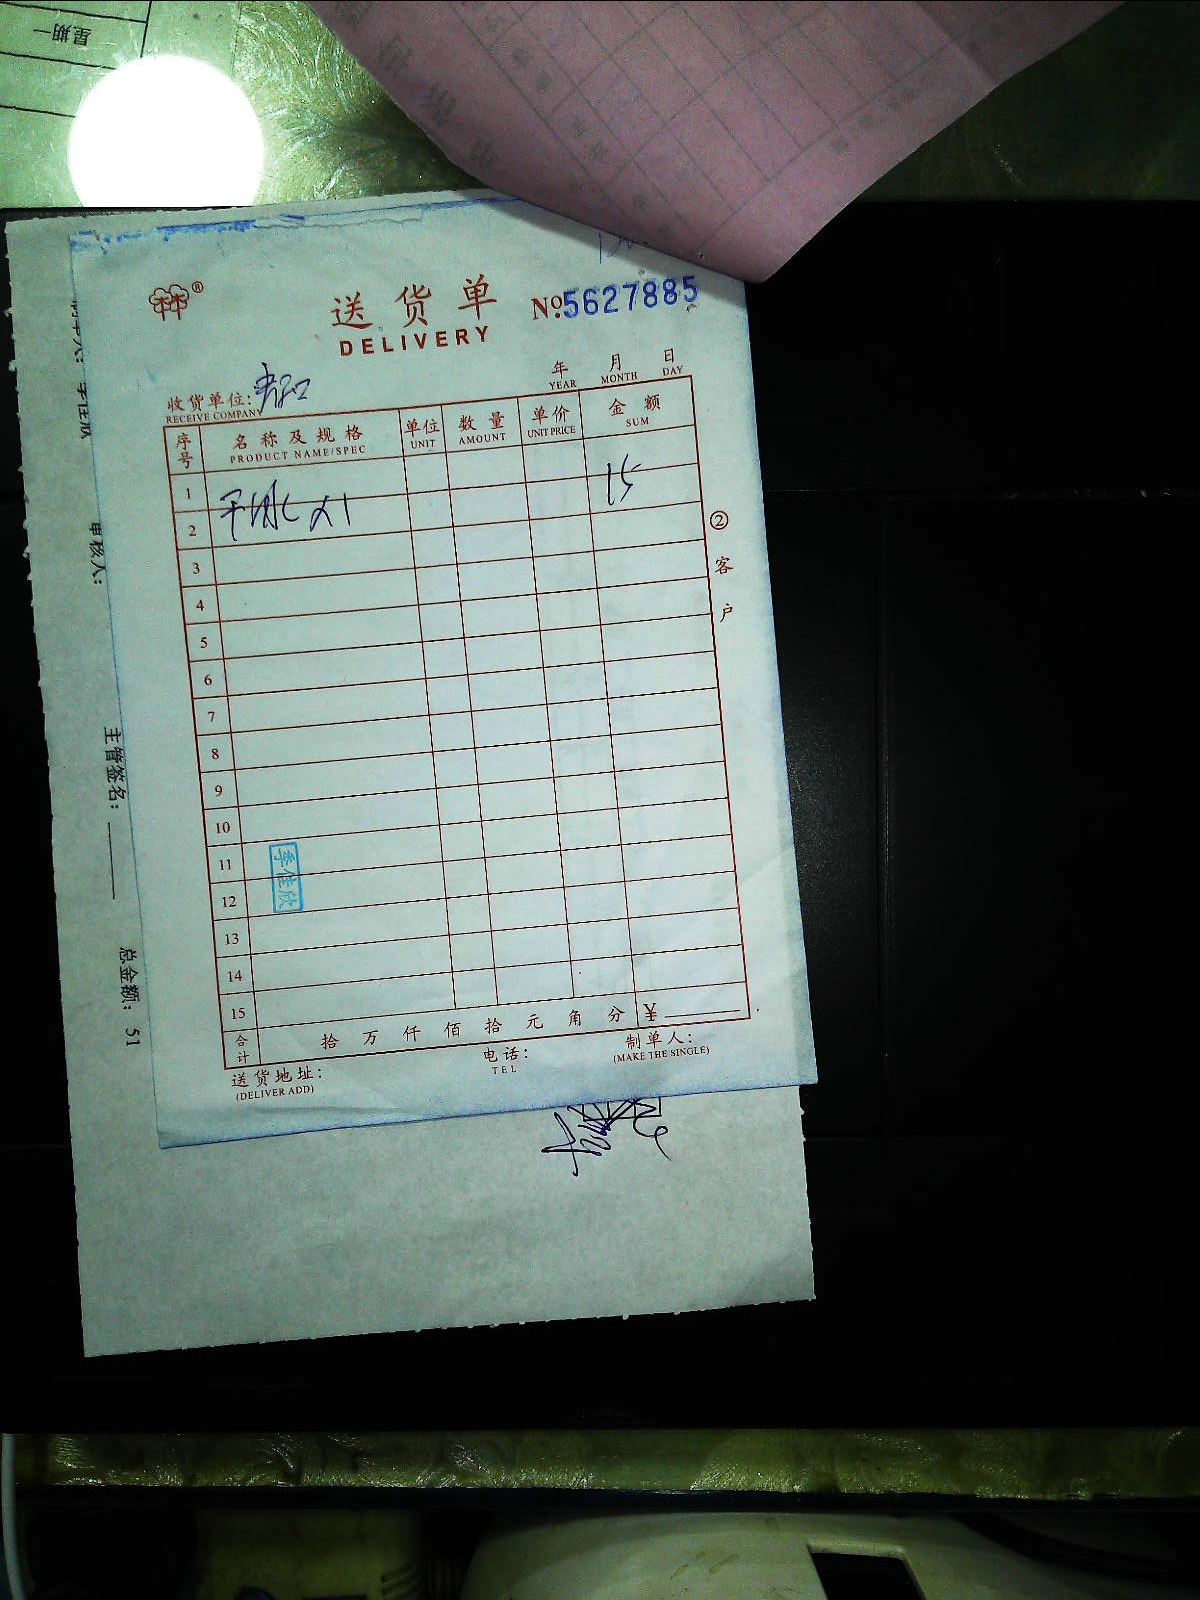 星期一
送货单
DELIVERY
№5627885
年 月 日
YEAR MONTH DAY
收货单位:
RECEIVE COMPANY
序号 名称及规格 单位 数量 单价 金额
PRODUCT NAME/SPEC UNIT AMOUNT UNIT PRICE SUM
1
15
2
3
4
5
6
7
8
9
10
11
12
13
14
15
②客户
李佳欣
合计 拾 万 仟 佰 拾 元 角 分 ¥
送货地址: 电话: 制单人:
(DELIVER ADD) TEL (MAKE THE SINGLE)
审核人:
主管签名:
总金额: 51